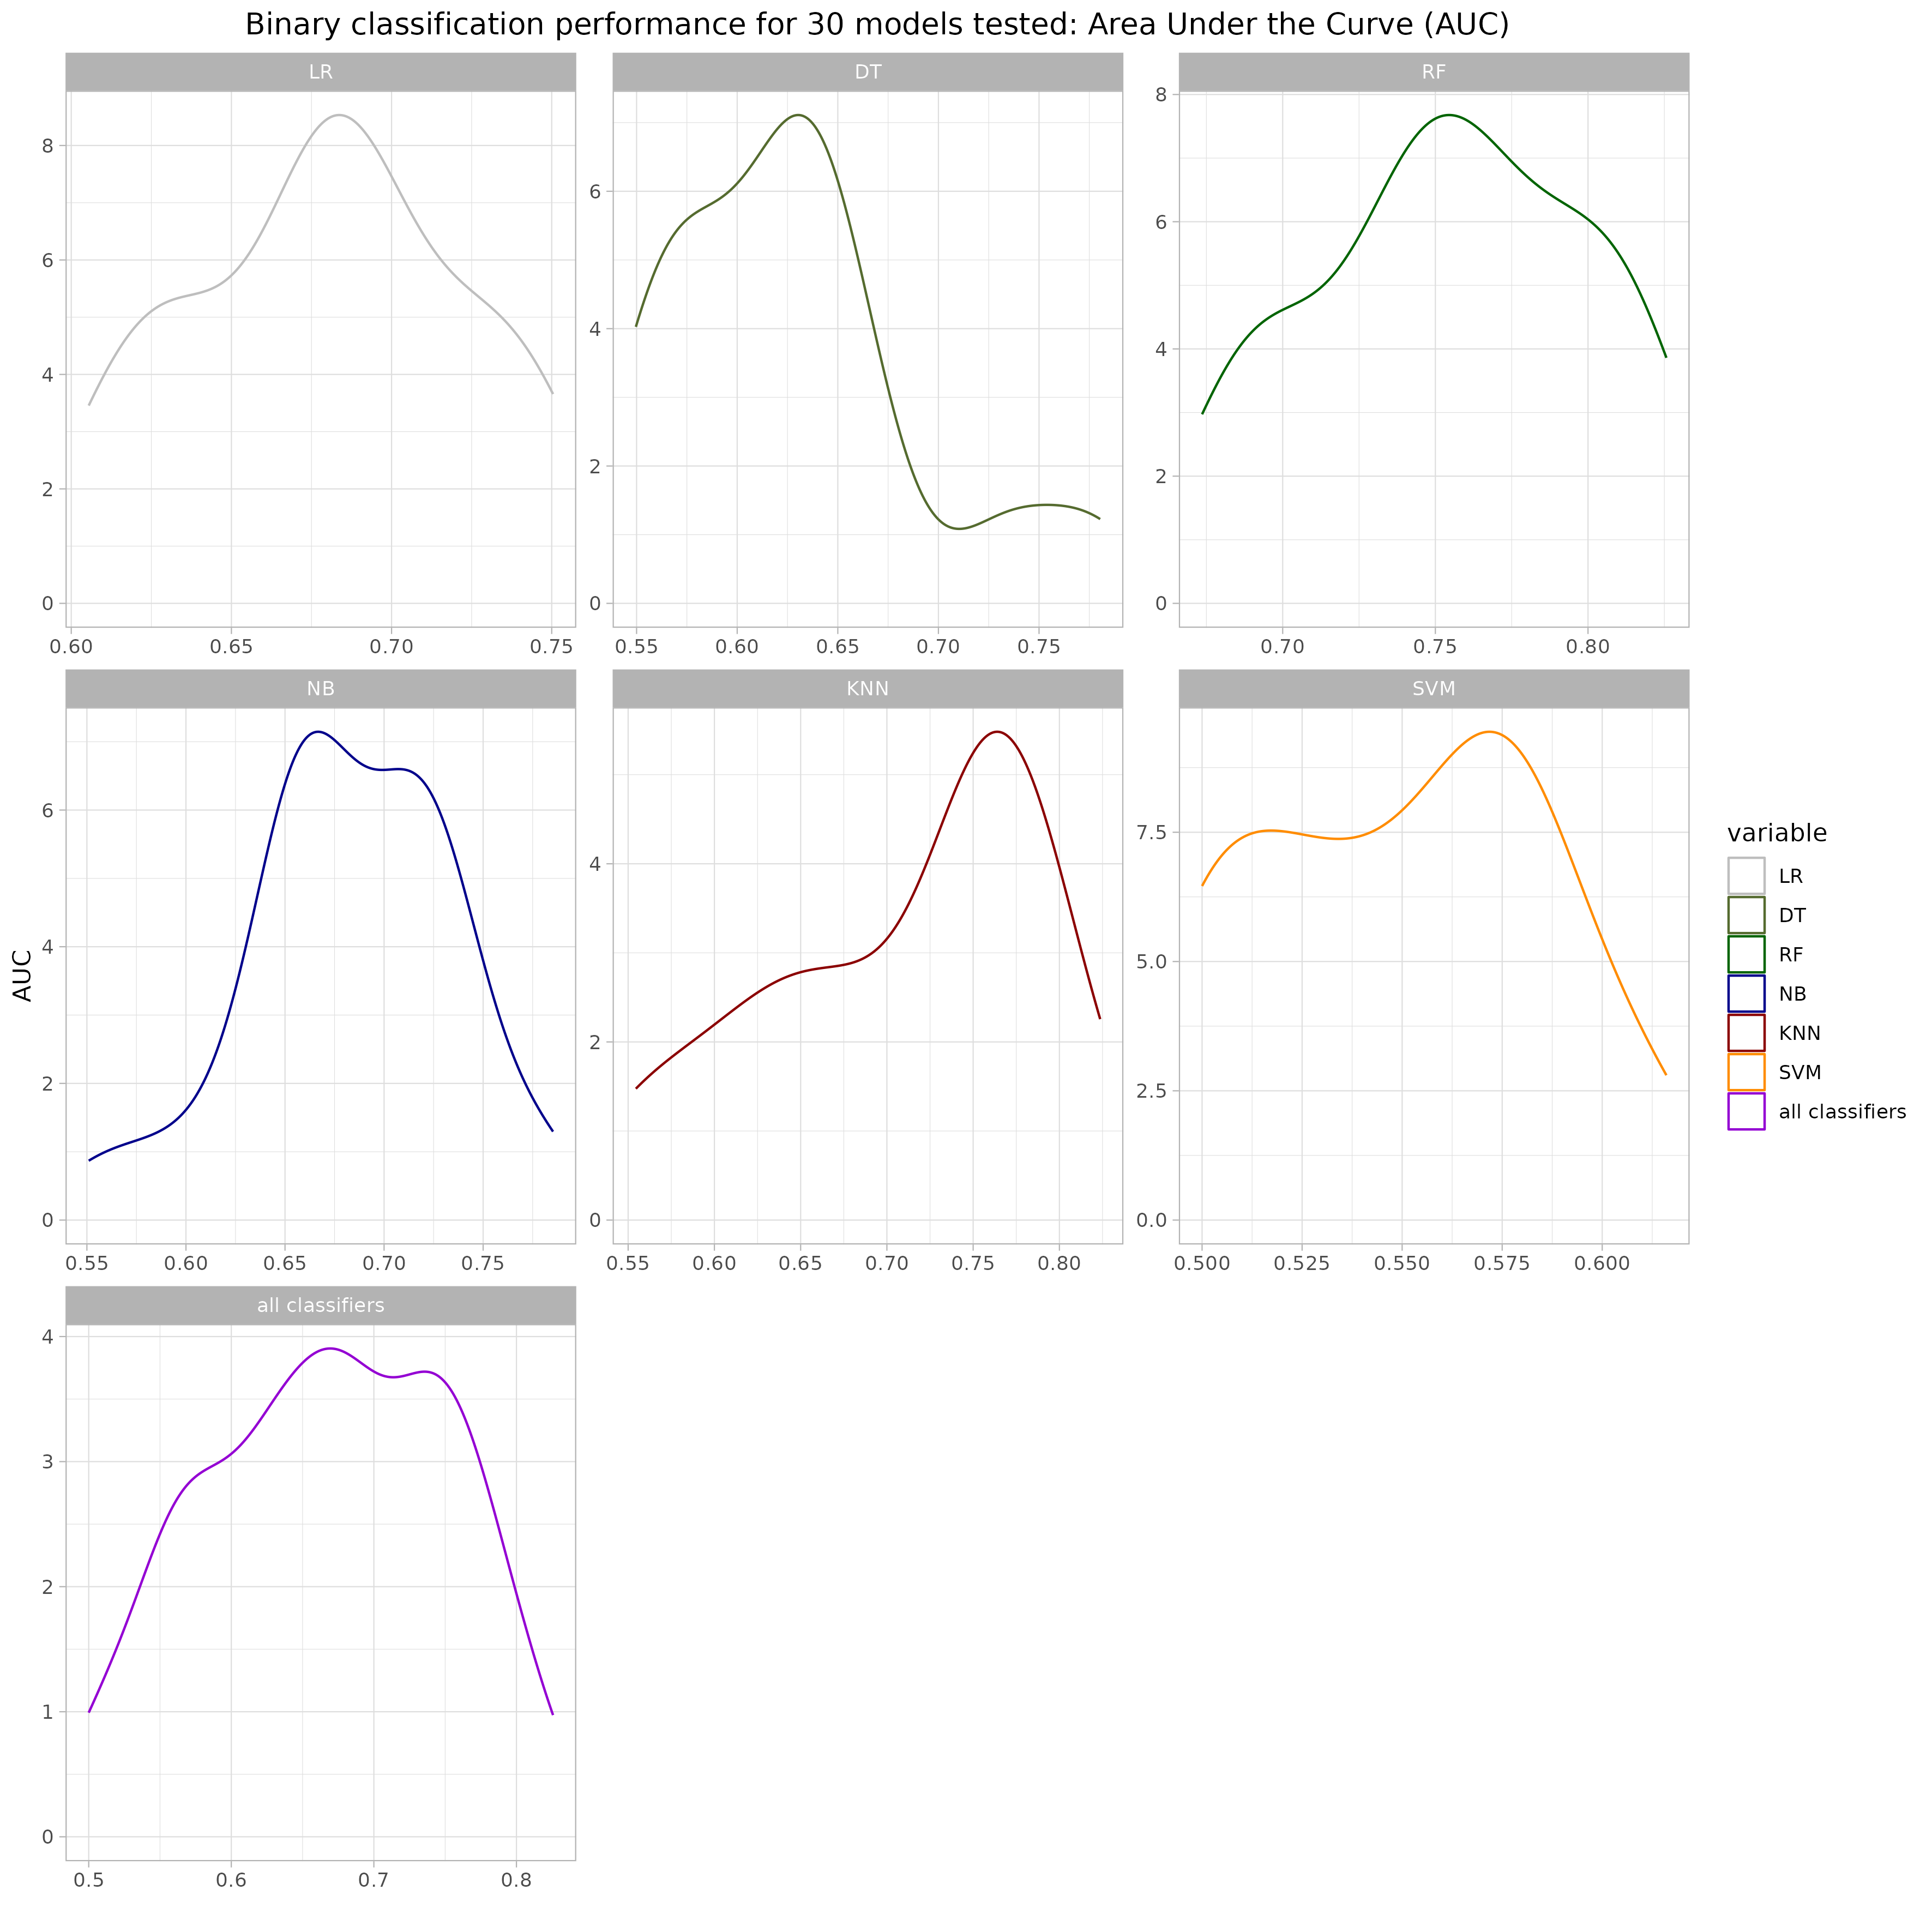 Binary classification performance for 30 models tested: Area Under the Curve (AUC)
LR
8
6
4
2
0
0.60 0.65 0.70 0.75
DT
6
4
2
0
0.55 0.60 0.65 0.70 0.75
RF
8
6
4
2
0
0.70 0.75 0.80
NB
6
4
2
0
0.55 0.60 0.65 0.70 0.75
KNN
4
2
0
0.55 0.60 0.65 0.70 0.75 0.80
SVM
7.5
5.0
2.5
0.0
0.500 0.525 0.550 0.575 0.600
all classifiers
4
3
2
1
0
0.5 0.6 0.7 0.8
AUC
variable
LR
DT
RF
NB
KNN
SVM
all classifiers